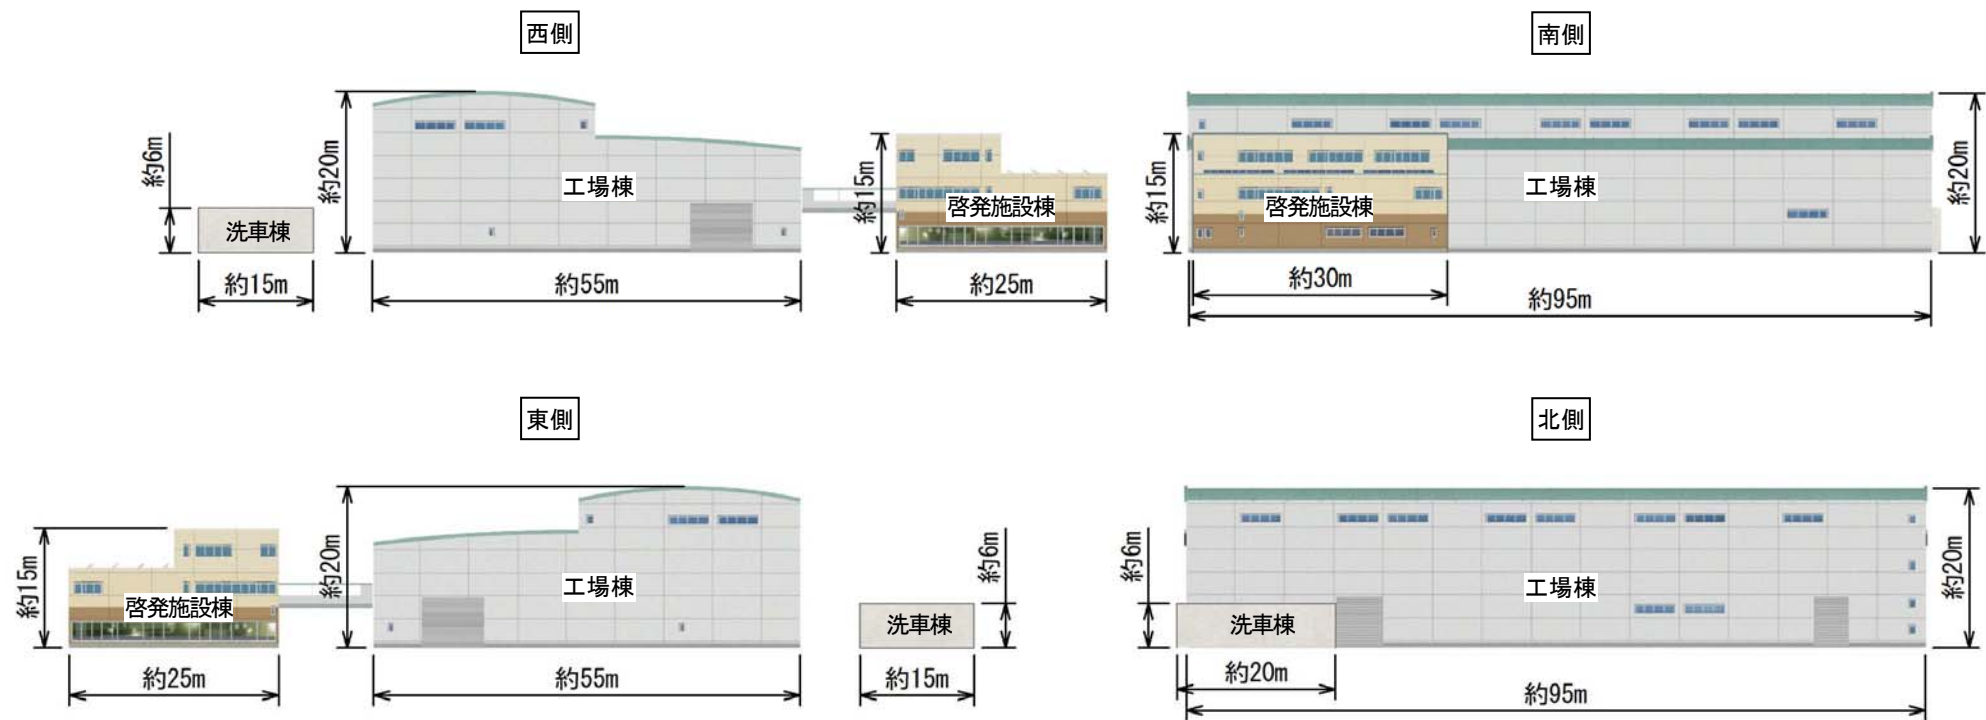 西側
約6m
洗車棟
約15m
約20m
工場棟
約55m
約15m
啓発施設棟
約25m
南側
約15m
啓発施設棟
約30m
工場棟
約20m
約95m
東側
約15m
啓発施設棟
約25m
約20m
工場棟
約55m
約6m
洗車棟
約15m
北側
約6m
洗車棟
約20m
工場棟
約20m
約95m